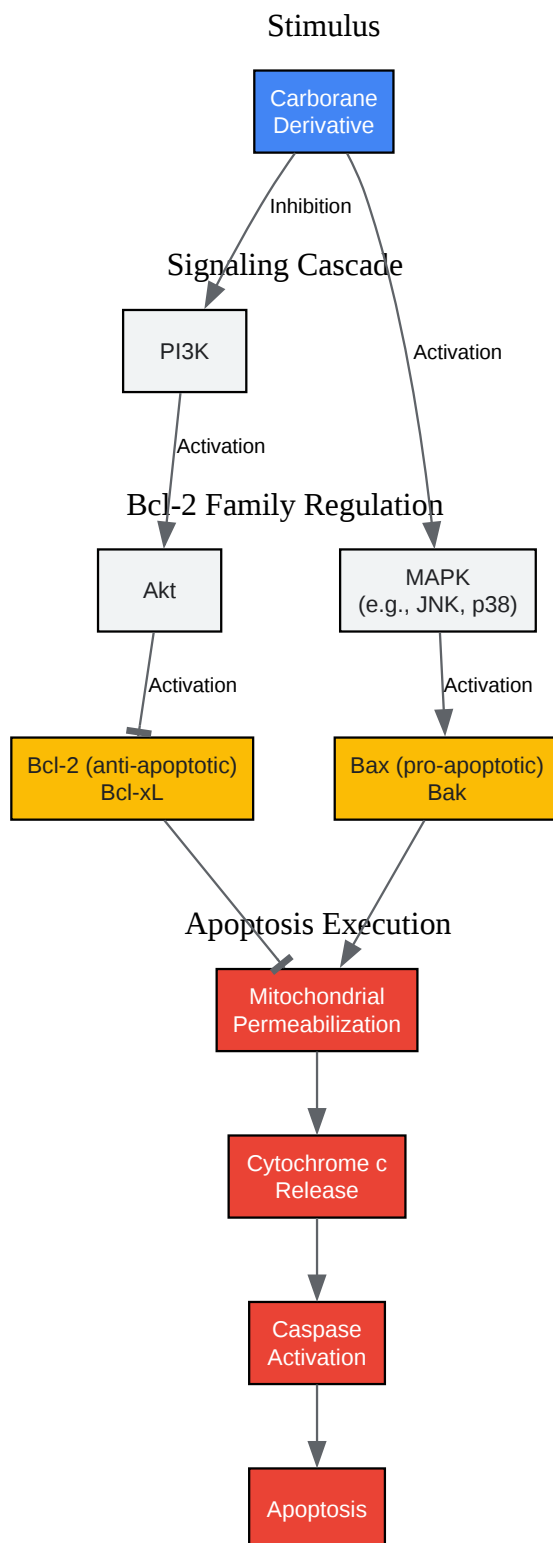 Stimulus
Carborane
Derivative
Inhibition
Signaling Cascade
PI3K
Activation
Activation
Bcl-2 Family Regulation
Akt
MAPK
(e.g., JNK, p38)
Activation
Activation
Bcl-2 (anti-apoptotic)
Bcl-xL
Bax (pro-apoptotic)
Bak
Apoptosis Execution
Mitochondrial
Permeabilization
Cytochrome c
Release
Caspase
Activation
Apoptosis